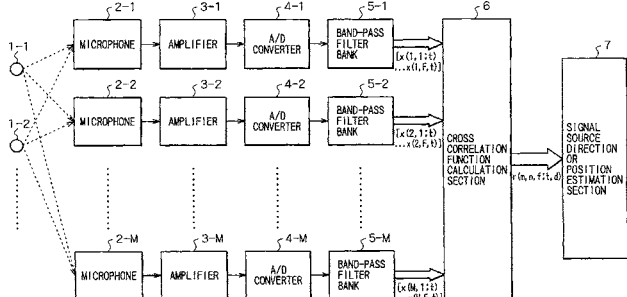 2-1 3-1 4-1 5-1 6
1-1
MICROPHONE
AMPLIFIER
A/D
CONVERTER
BAND-PASS
FILTER
BANK
[x(1,1;t)
...x(1,F,t)]
7
2-2 3-2 4-2 5-2
1-2
MICROPHONE
AMPLIFIER
A/D
CONVERTER
BAND-PASS
FILTER
BANK
[x(2,1;t)
...x(2,F,t)]
CROSS
CORRELATION
FUNCTION
CALCULATION
SECTION
r(m,n,f;t,d)
SIGNAL
SOURCE
DIRECTION
OR
POSITION
ESTIMATION
SECTION
2-M 3-M 4-M 5-M
MICROPHONE
AMPLIFIER
A/D
CONVERTER
BAND-PASS
FILTER
BANK
[x(M,1;t)